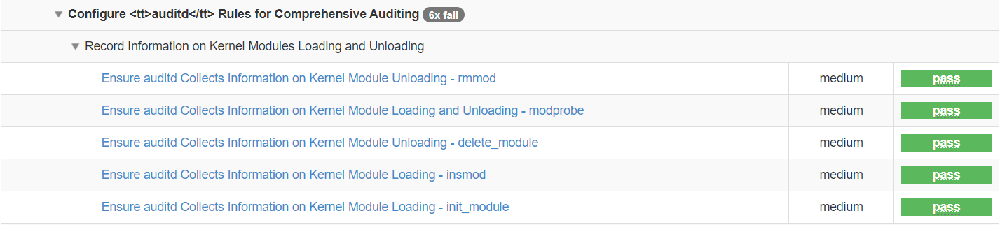 Configure <tt>auditd</tt> Rules for Comprehensive Auditing 6x fail
Record Information on Kernel Modules Loading and Unloading
Ensure auditd Collects Information on Kernel Module Unloading - rmmod medium pass
Ensure auditd Collects Information on Kernel Module Loading and Unloading - modprobe medium pass
Ensure auditd Collects Information on Kernel Module Unloading - delete_module medium pass
Ensure auditd Collects Information on Kernel Module Loading - insmod medium pass
Ensure auditd Collects Information on Kernel Module Loading - init_module medium pass